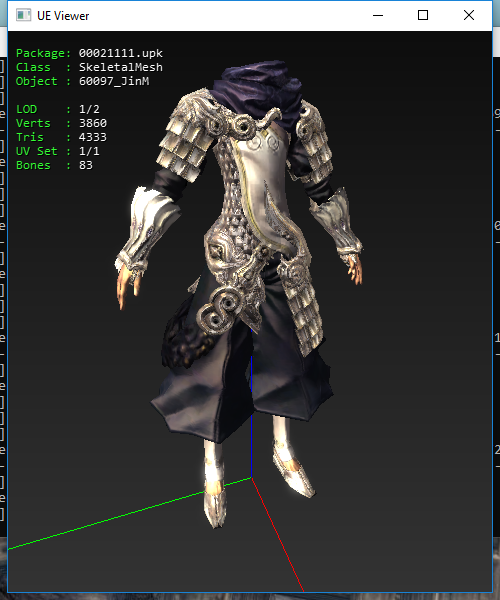 UE Viewer
Package: 00021111.upk
Class  : SkeletalMesh
Object : 60097_JinM
LOD    : 1/2
Verts  : 3860
Tris   : 4333
UV Set : 1/1
Bones  : 83